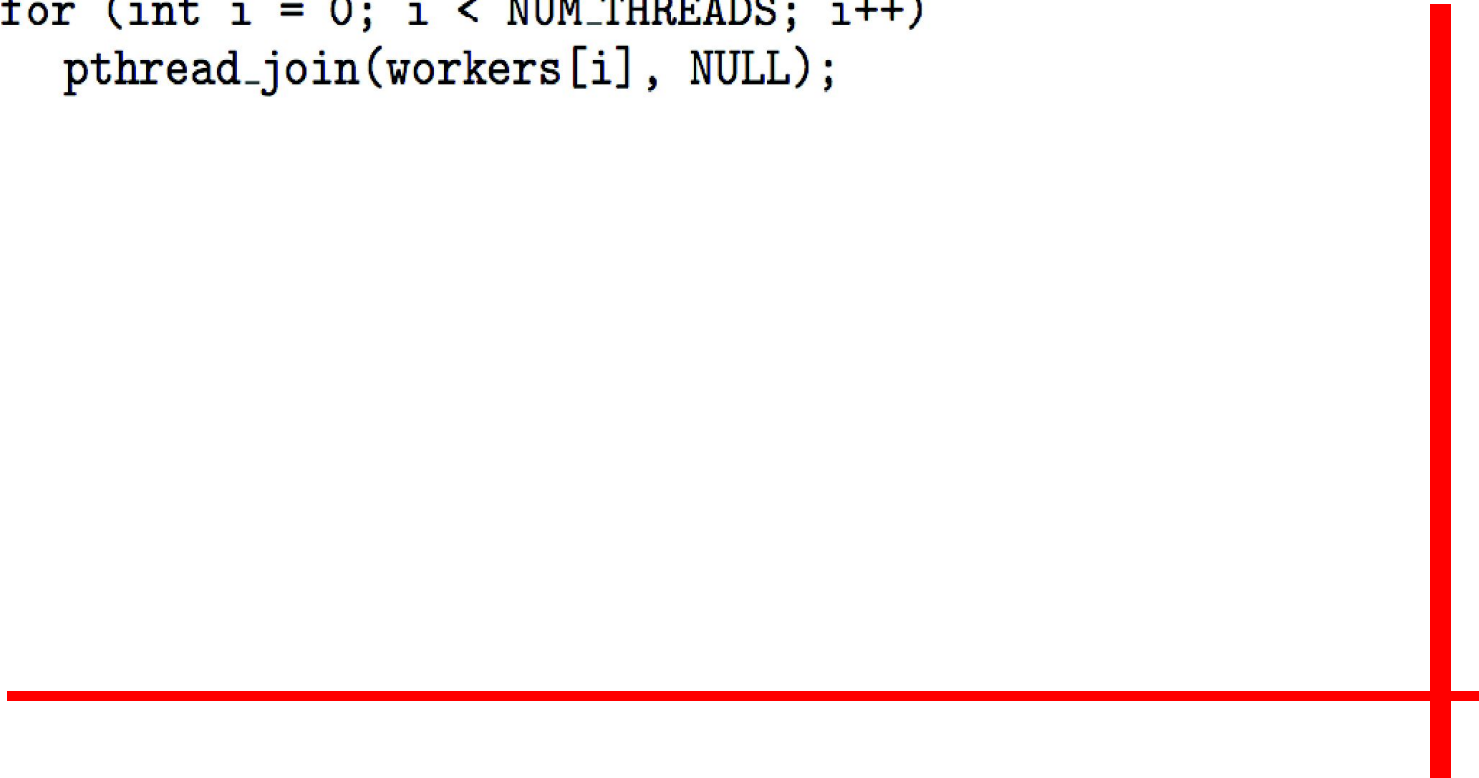 for (int i = 0; i < NUM_THREADS; i++)
pthread_join(workers[i], NULL);